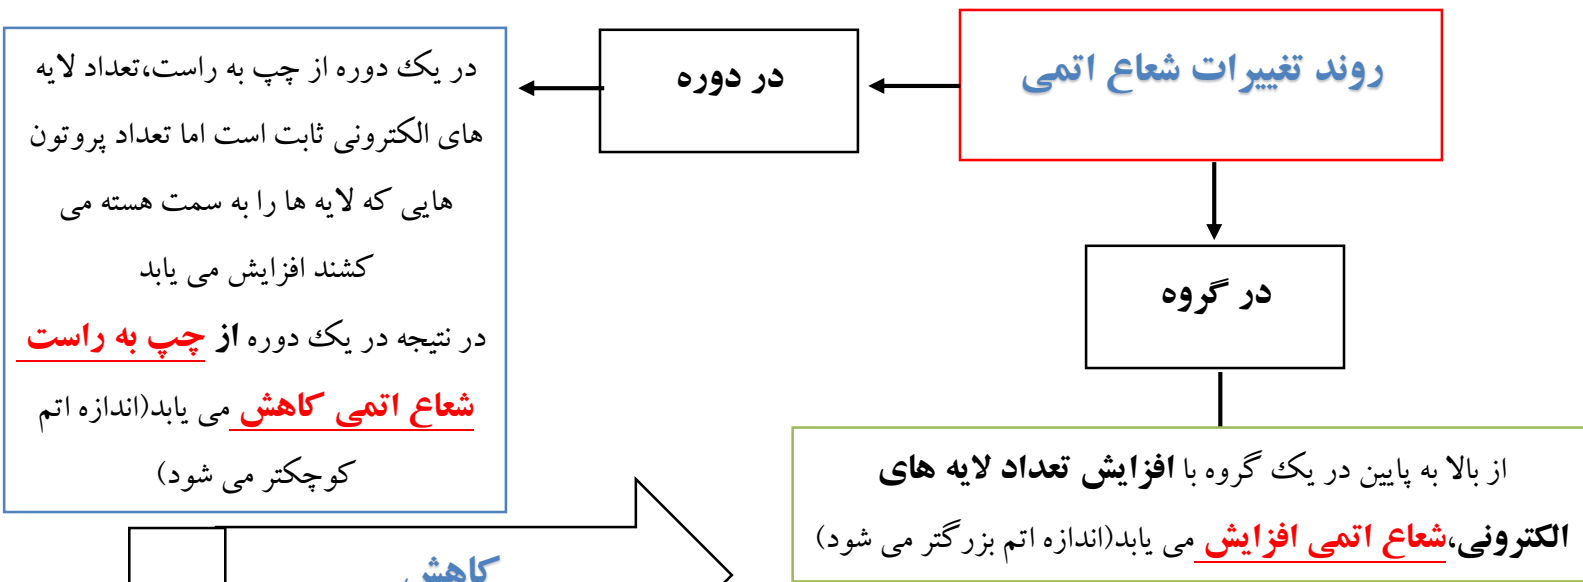 روند تغییرات شعاع اتمی
در دوره
در یک دوره از چپ به راست،تعداد لایه
های الکترونی ثابت است اما تعداد پروتون
هایی که لایه ها را به سمت هسته می
کشند افزایش می یابد
در نتیجه در یک دوره از چپ به راست
شعاع اتمی کاهش می یابد(اندازه اتم
کوچکتر می شود)
در گروه
از بالا به پایین در یک گروه با افزایش تعداد لایه های
الکترونی،شعاع اتمی افزایش می یابد(اندازه اتم بزرگتر می شود)
کاهش